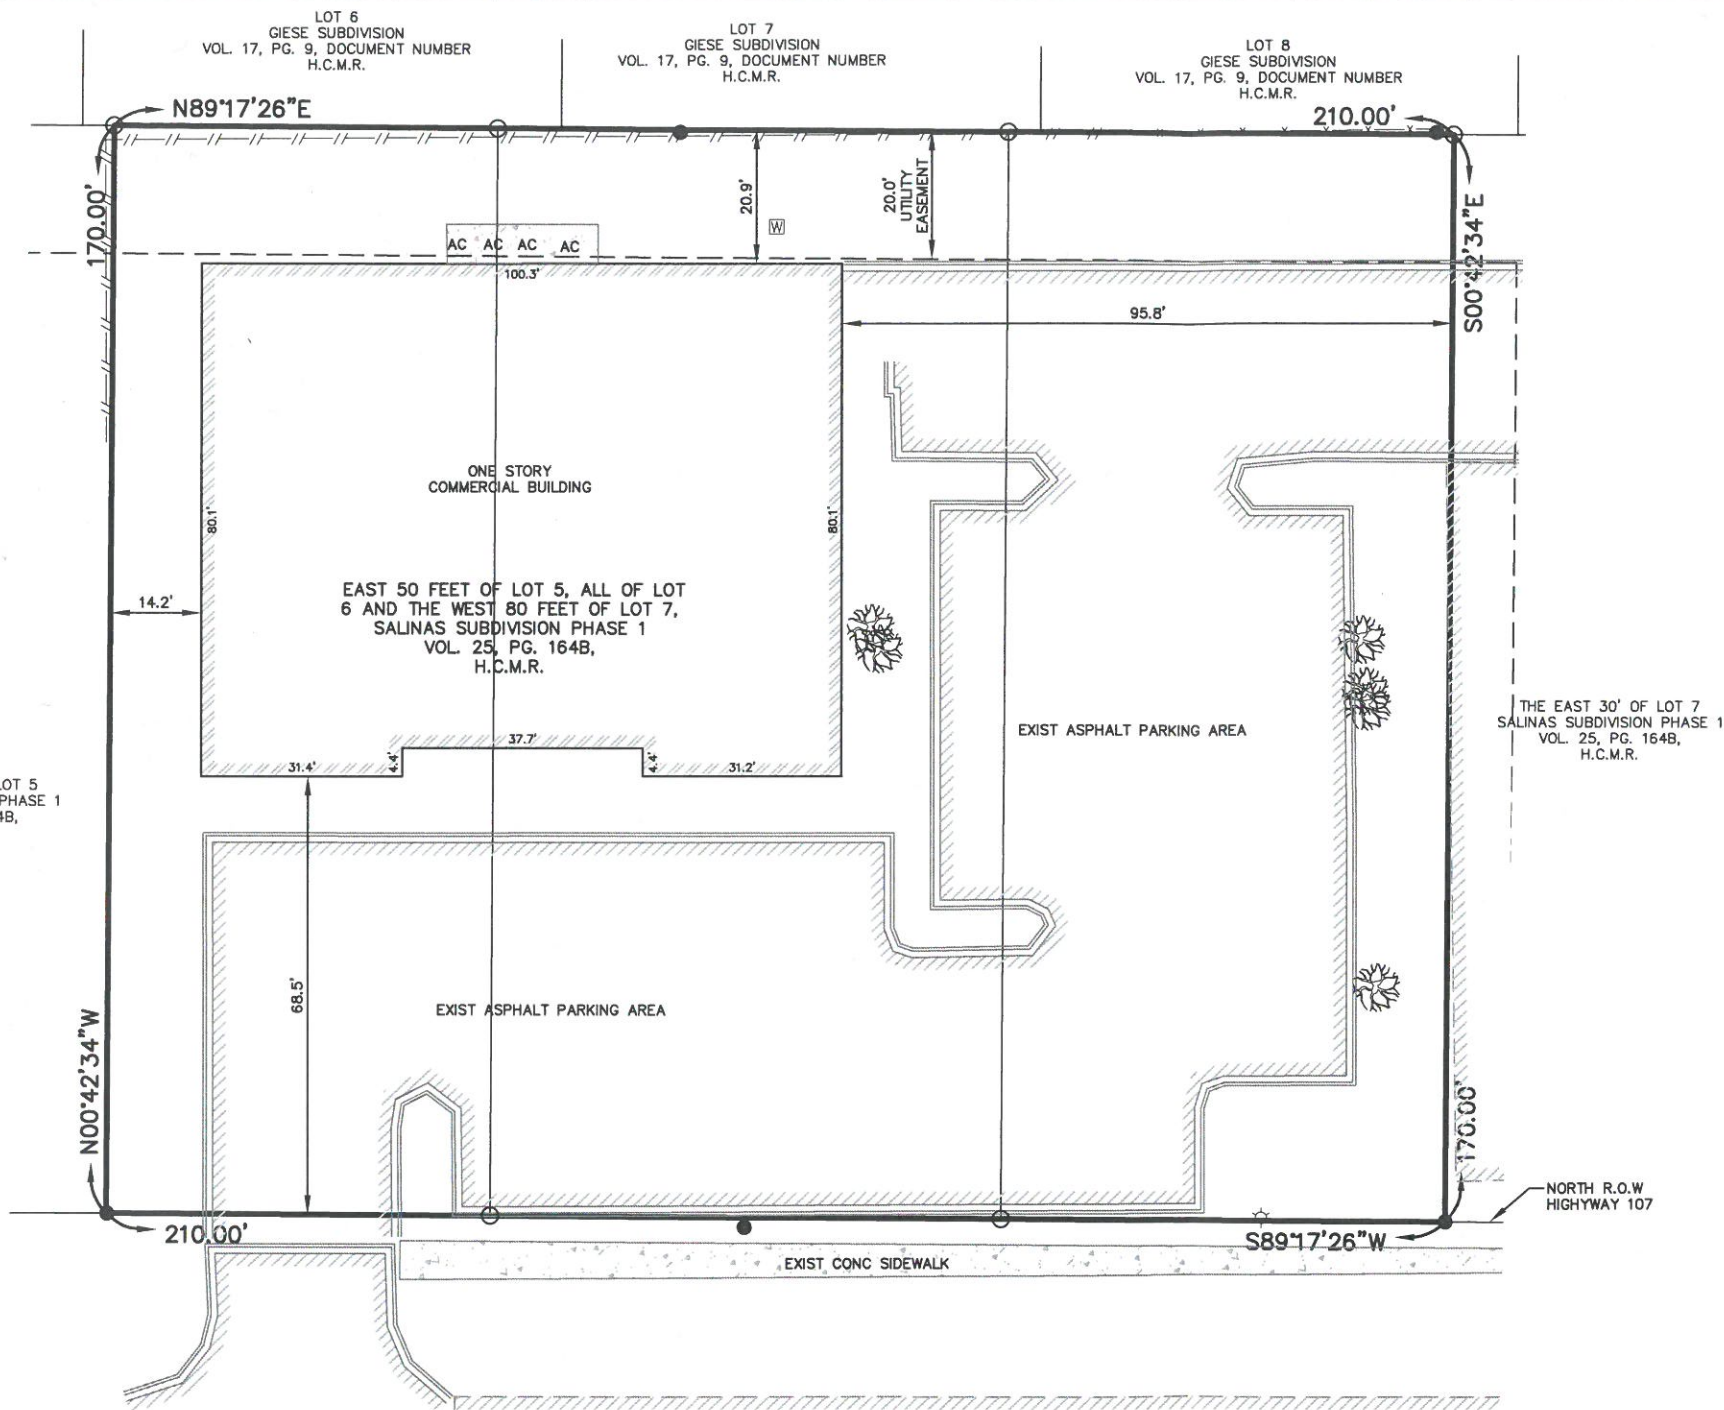 LOT 6
GIESE SUBDIVISION
VOL. 17, PG. 9, DOCUMENT NUMBER
H.C.M.R.
LOT 7
GIESE SUBDIVISION
VOL. 17, PG. 9, DOCUMENT NUMBER
H.C.M.R.
LOT 8
GIESE SUBDIVISION
VOL. 17, PG. 9, DOCUMENT NUMBER
H.C.M.R.
N89°17'26"E
210.00'
170.00'
20.9'
W
20.0'
UTILITY
EASEMENT
S00°42'34"E
AC AC AC AC
100.3'
95.8'
ONE STORY
COMMERCIAL BUILDING
80.1'
80.1'
EAST 50 FEET OF LOT 5, ALL OF LOT
6 AND THE WEST 80 FEET OF LOT 7,
SALINAS SUBDIVISION PHASE 1
VOL. 25, PG. 164B,
H.C.M.R.
14.2'
EXIST ASPHALT PARKING AREA
THE EAST 30' OF LOT 7
SALINAS SUBDIVISION PHASE 1
VOL. 25, PG. 164B,
H.C.M.R.
37.7'
31.4'
4.4'
4.4'
31.2'
OT 5
PHASE 1
4B,
68.5'
EXIST ASPHALT PARKING AREA
N00°42'34"W
170.00'
NORTH R.O.W
HIGHYWAY 107
210.00'
S89°17'26"W
EXIST CONC SIDEWALK